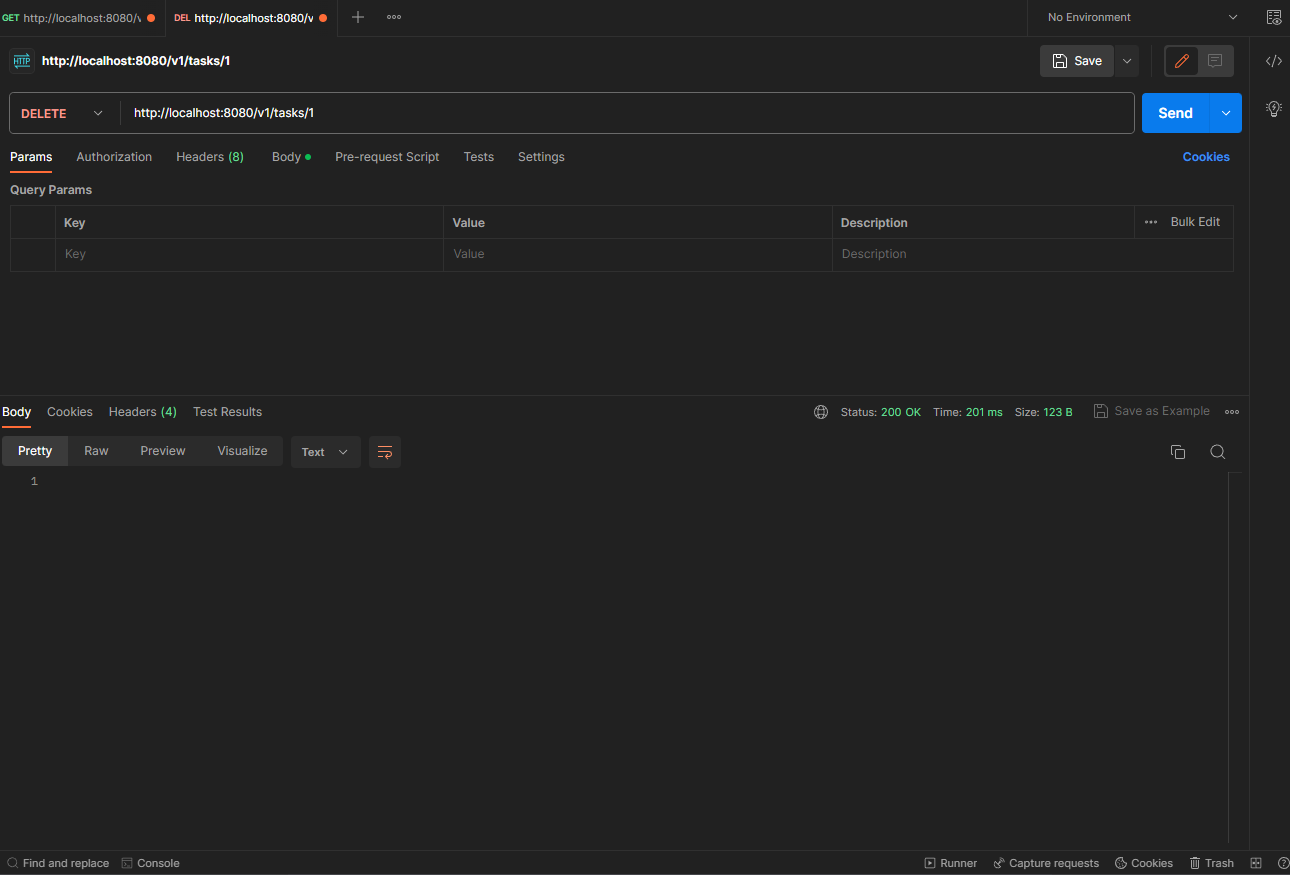 GET http://localhost:8080/v DEL http://localhost:8080/v No Environment
HTTP http://localhost:8080/v1/tasks/1 Save
DELETE http://localhost:8080/v1/tasks/1 Send
Params Authorization Headers (8) Body Pre-request Script Tests Settings Cookies
Query Params
Key Value Description Bulk Edit
Key Value Description
Body Cookies Headers (4) Test Results Status: 200 OK Time: 201 ms Size: 123 B Save as Example
Pretty Raw Preview Visualize Text
1
Find and replace Console Runner Capture requests Cookies Trash